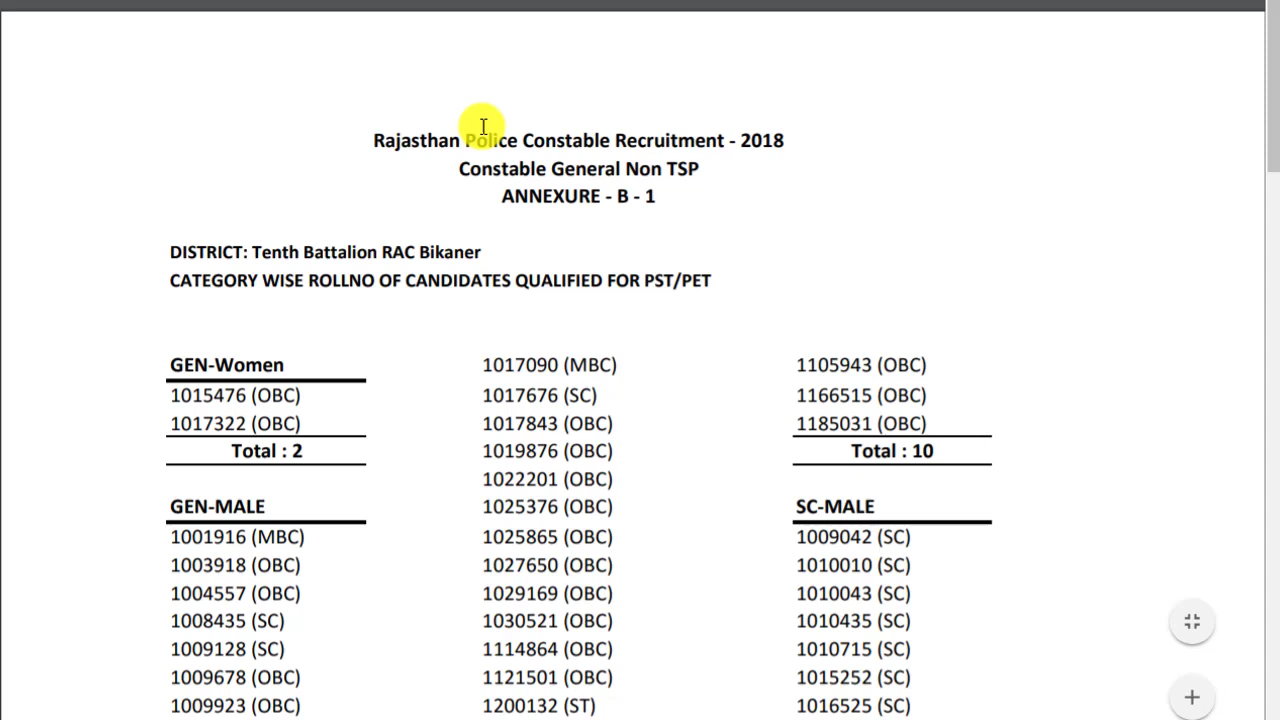 Rajasthan Police Constable Recruitment - 2018
Constable General Non TSP
ANNEXURE - B - 1
DISTRICT: Tenth Battalion RAC Bikaner
CATEGORY WISE ROLLNO OF CANDIDATES QUALIFIED FOR PST/PET
GEN-Women
1015476 (OBC)
1017322 (OBC)
Total : 2
GEN-MALE
1001916 (MBC)
1003918 (OBC)
1004557 (OBC)
1008435 (SC)
1009128 (SC)
1009678 (OBC)
1009923 (OBC)
1017090 (MBC)
1017676 (SC)
1017843 (OBC)
1019876 (OBC)
1022201 (OBC)
1025376 (OBC)
1025865 (OBC)
1027650 (OBC)
1029169 (OBC)
1030521 (OBC)
1114864 (OBC)
1121501 (OBC)
1200132 (ST)
1105943 (OBC)
1166515 (OBC)
1185031 (OBC)
Total : 10
SC-MALE
1009042 (SC)
1010010 (SC)
1010043 (SC)
1010435 (SC)
1010715 (SC)
1015252 (SC)
1016525 (SC)